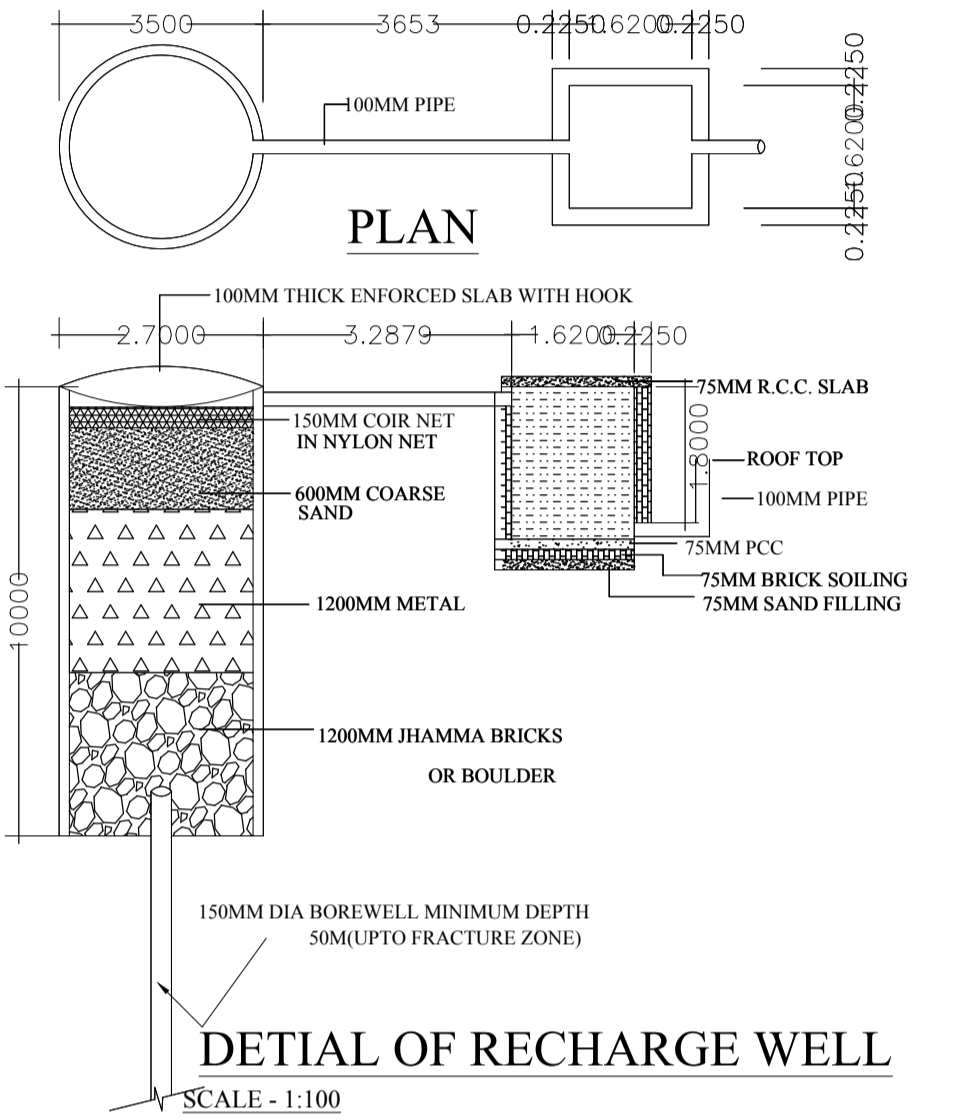 3500
3653
0.2250
1.6200
0.2250
0.2250
1.6200
0.2250
100MM PIPE
PLAN
100MM THICK ENFORCED SLAB WITH HOOK
2.7000
3.2879
1.6200
0.2250
75MM R.C.C. SLAB
150MM COIR NET
IN NYLON NET
1.8000
ROOF TOP
600MM COARSE
SAND
100MM PIPE
75MM PCC
75MM BRICK SOILING
75MM SAND FILLING
10000
1200MM METAL
1200MM JHAMMA BRICKS
OR BOULDER
150MM DIA BOREWELL MINIMUM DEPTH
50M(UPTO FRACTURE ZONE)
DETIAL OF RECHARGE WELL
SCALE - 1:100